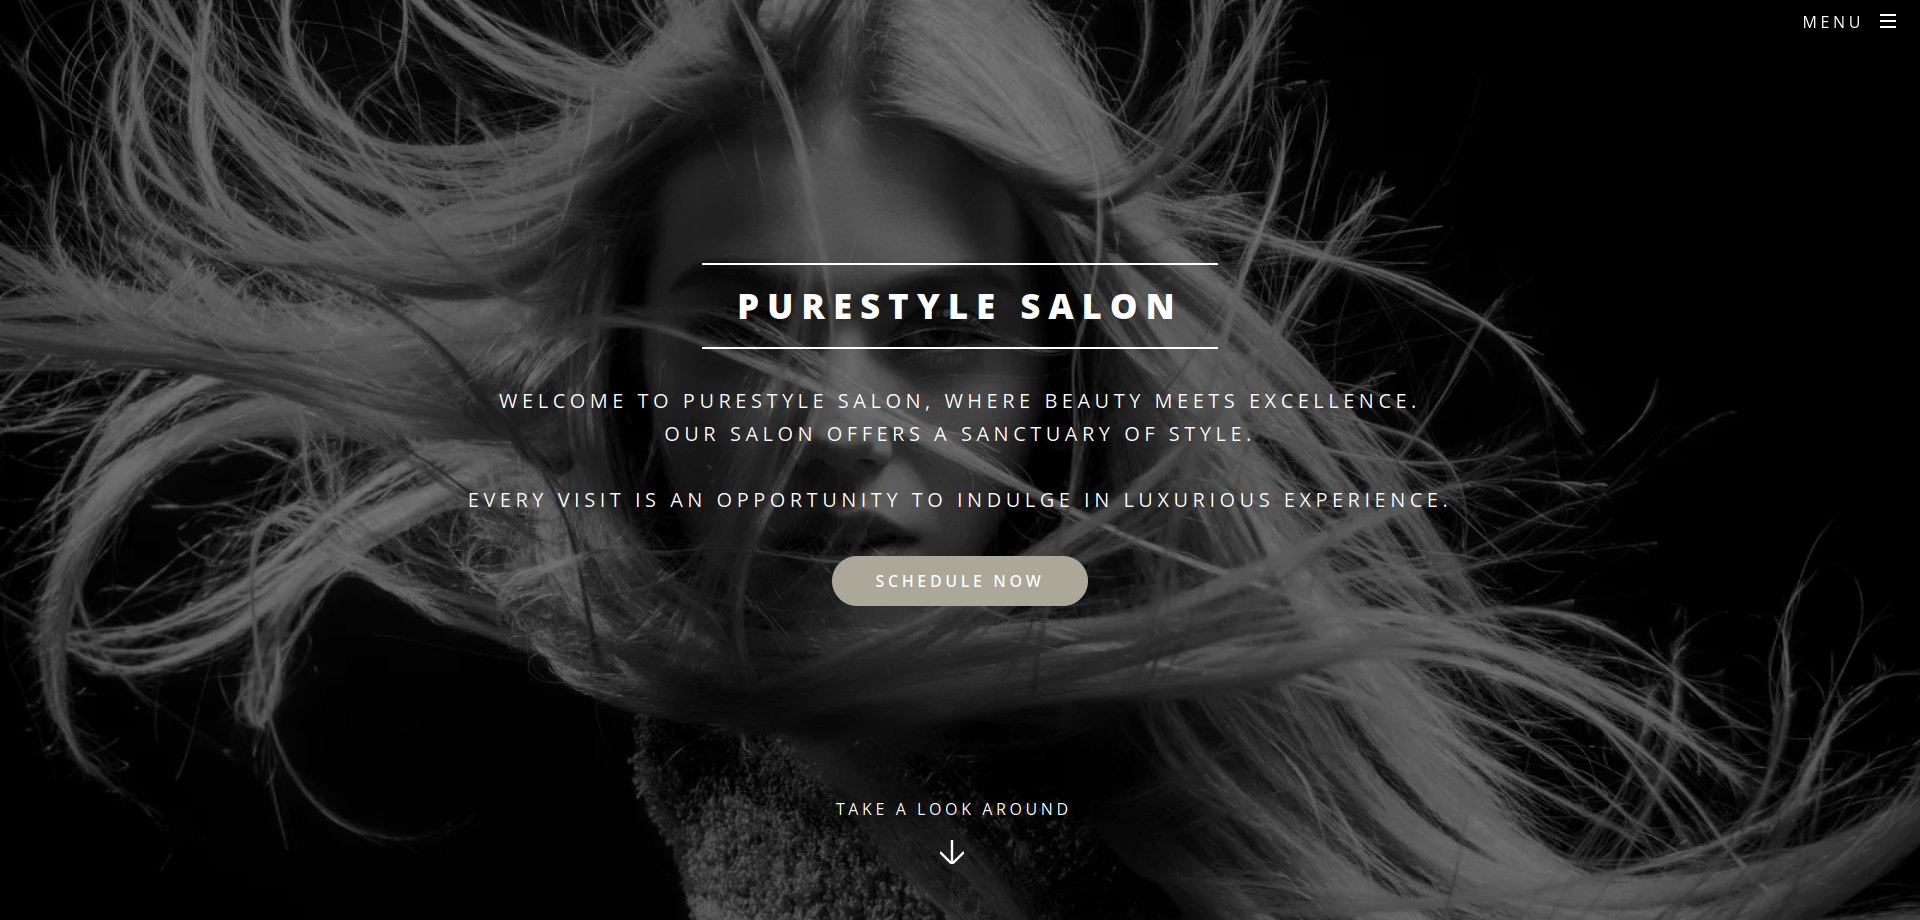 MENU
PURESTYLE SALON
WELCOME TO PURESTYLE SALON, WHERE BEAUTY MEETS EXCELLENCE.
OUR SALON OFFERS A SANCTUARY OF STYLE.
EVERY VISIT IS AN OPPORTUNITY TO INDULGE IN LUXURIOUS EXPERIENCE.
SCHEDULE NOW
TAKE A LOOK AROUND